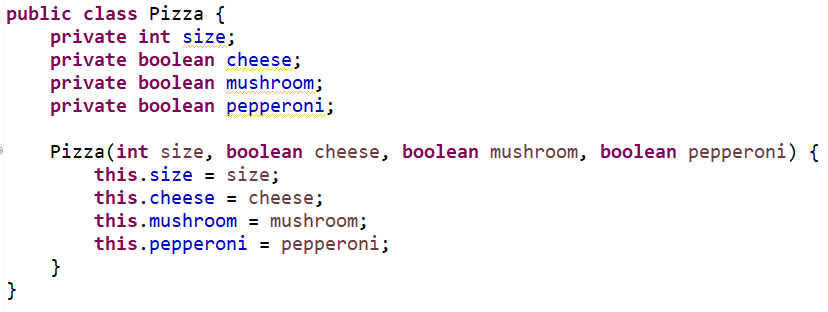 public class Pizza {
    private int size;
    private boolean cheese;
    private boolean mushroom;
    private boolean pepperoni;

    Pizza(int size, boolean cheese, boolean mushroom, boolean pepperoni) {
        this.size = size;
        this.cheese = cheese;
        this.mushroom = mushroom;
        this.pepperoni = pepperoni;
    }
}